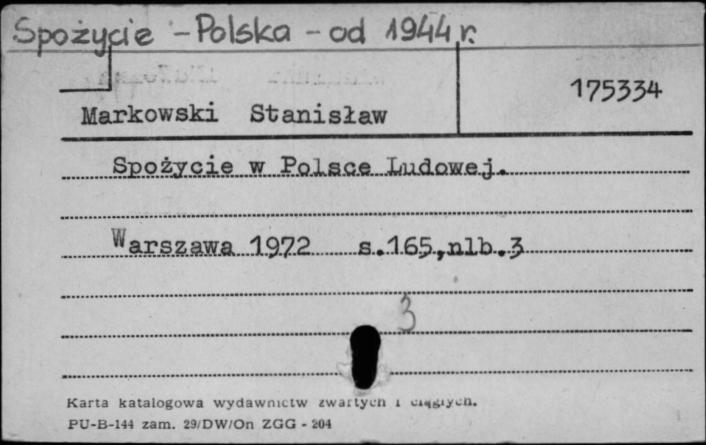 Spożycie - Polska - od 1944 r.
175334
Markowski Stanisław
Spożycie w Polsce Ludowej.
Warszawa 1972 s.165,nlb.3
3
Karta katalogowa wydawnictw zwartych i ciągłych.
PU-B-144 zam. 29/DW/On ZGG - 204